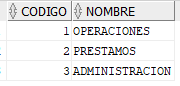 CODIGO NOMBRE
1 OPERACIONES
2 PRESTAMOS
3 ADMINISTRACION